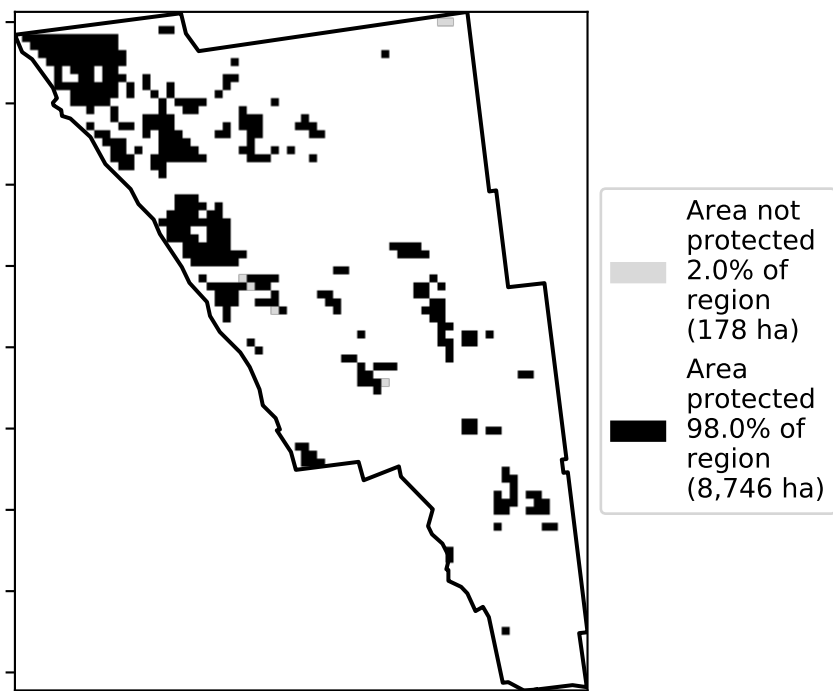 Area not
protected
2.0% of
region
(178 ha)
Area
protected
98.0% of
region
(8,746 ha)